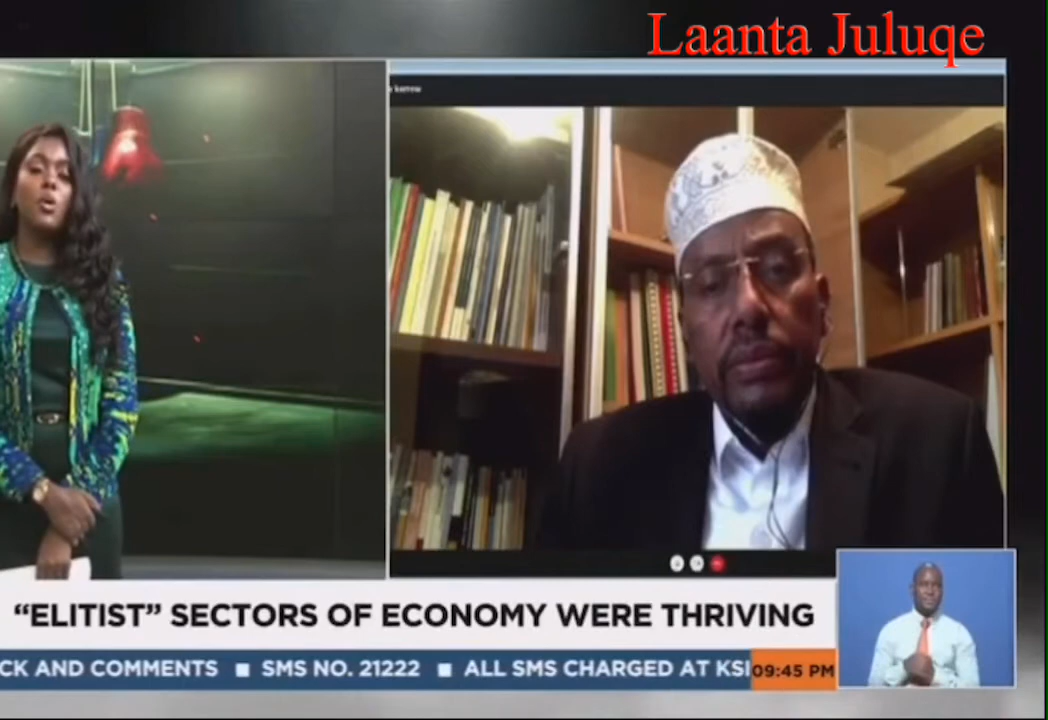 Laanta Juluqe
karrow
“ELITIST” SECTORS OF ECONOMY WERE THRIVING
CK AND COMMENTS ■ SMS NO. 21222 ■ ALL SMS CHARGED AT KSI
09:45 PM